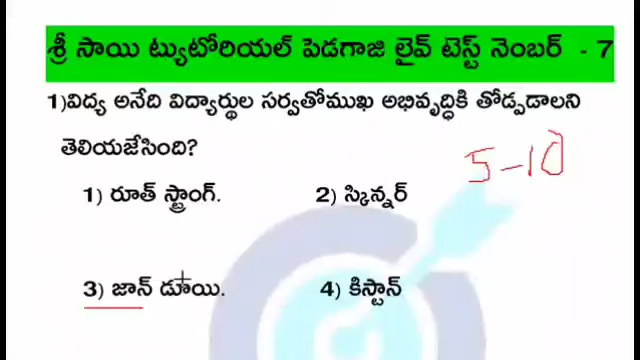 శ్రీ సాయి ట్యుటోరియల్ పెడగాజి లైవ్ టెస్ట్ నెంబర్ - 7
1)విద్య అనేది విద్యార్థుల సర్వతోముఖ అభివృద్ధికి తోడ్పడాలని
తెలియజేసింది?
5-10
1) రూత్ స్ట్రాంగ్. 2) స్కిన్నర్
3) జాన్ డూయి. 4) కిస్టాన్